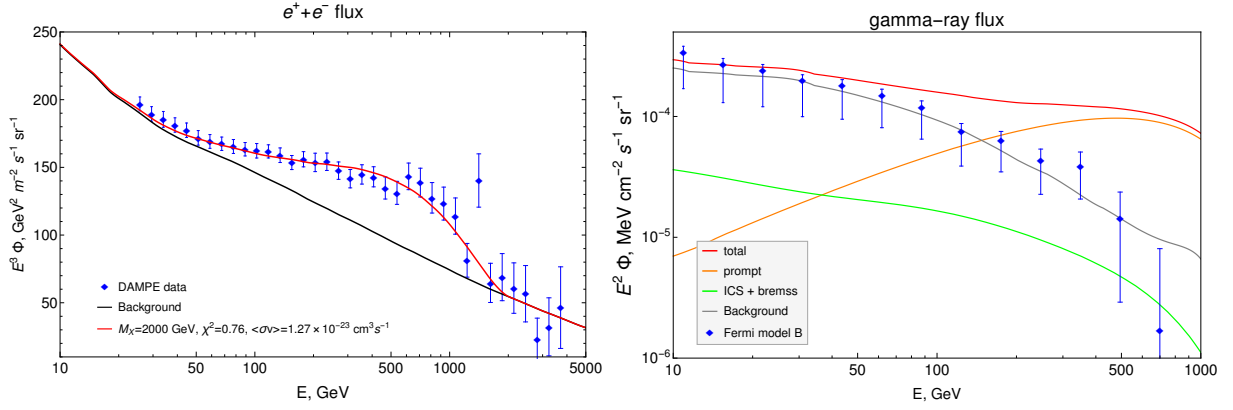 e⁺+e⁻ flux
E³ Φ, GeV² m⁻² s⁻¹ sr⁻¹
250
200
150
100
50
DAMPE data
Background
M_X=2000 GeV, χ²=0.76, <σv>=1.27×10⁻²³ cm³s⁻¹
10 50 100 500 1000 5000
E, GeV
gamma-ray flux
E² Φ, MeV cm⁻² s⁻¹ sr⁻¹
10⁻⁴
10⁻⁵
10⁻⁶
total
prompt
ICS + bremss
Background
Fermi model B
10 50 100 500 1000
E, GeV